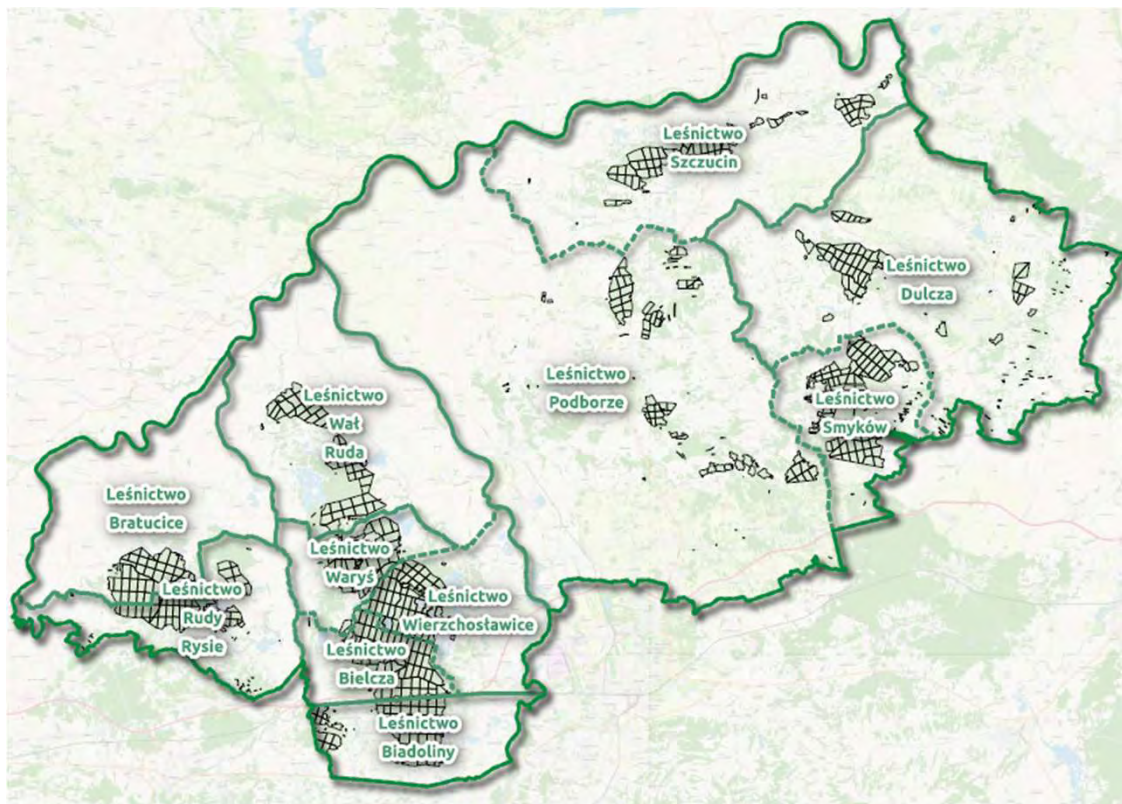 Leśnictwo
Szczucin
Leśnictwo
Dulcza
Leśnictwo
Podborze
Leśnictwo
Smyków
Leśnictwo
Wał
Ruda
Leśnictwo
Bratucice
Leśnictwo
Waryś
Leśnictwo
Rudy
Rysie
Leśnictwo
Wierzchosławice
Leśnictwo
Bielcza
Leśnictwo
Biadoliny